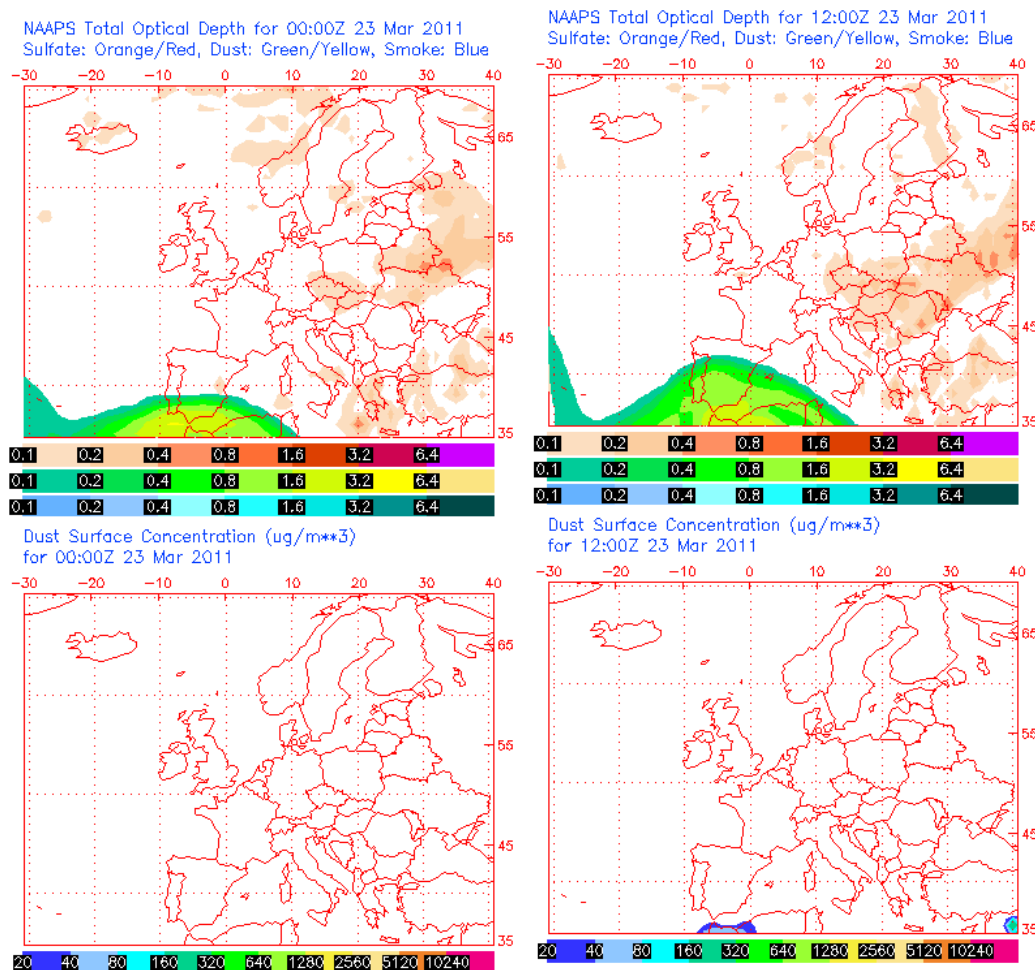 NAAPS Total Optical Depth for 00:00Z 23 Mar 2011
Sulfate: Orange/Red, Dust: Green/Yellow, Smoke: Blue
-30 -20 -10 0 10 20 30 40
65
55
45
35
0.1 0.2 0.4 0.8 1.6 3.2 6.4
0.1 0.2 0.4 0.8 1.6 3.2 6.4
0.1 0.2 0.4 0.8 1.6 3.2 6.4
NAAPS Total Optical Depth for 12:00Z 23 Mar 2011
Sulfate: Orange/Red, Dust: Green/Yellow, Smoke: Blue
-30 -20 -10 0 10 20 30 40
65
55
45
35
0.1 0.2 0.4 0.8 1.6 3.2 6.4
0.1 0.2 0.4 0.8 1.6 3.2 6.4
0.1 0.2 0.4 0.8 1.6 3.2 6.4
Dust Surface Concentration (ug/m**3)
for 00:00Z 23 Mar 2011
-30 -20 -10 0 10 20 30 40
65
55
45
35
20 40 80 160 320 640 1280 2560 5120 10240
Dust Surface Concentration (ug/m**3)
for 12:00Z 23 Mar 2011
-30 -20 -10 0 10 20 30 40
65
55
45
35
20 40 80 160 320 640 1280 2560 5120 10240